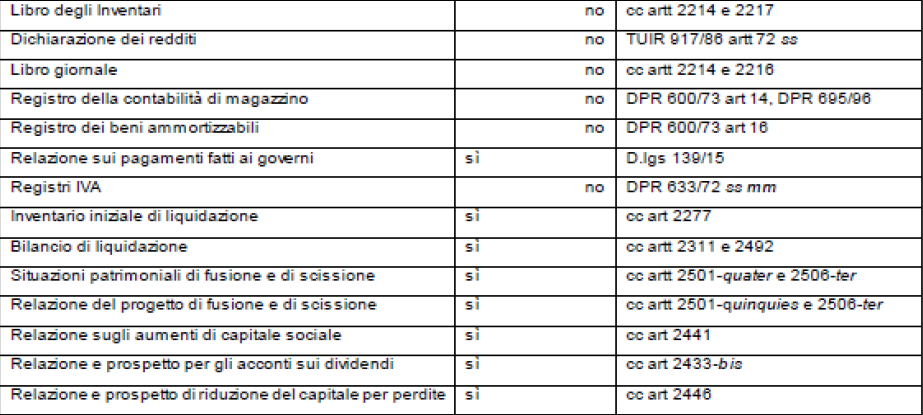 Libro degli Inventari no cc artt 2214 e 2217
Dichiarazione dei redditi no TUIR 917/86 artt 72 ss
Libro giornale no cc artt 2214 e 2216
Registro della contabilità di magazzino no DPR 600/73 art 14, DPR 695/96
Registro dei beni ammortizzabili no DPR 600/73 art 16
Relazione sui pagamenti fatti ai governi sì D.lgs 139/15
Registri IVA no DPR 633/72 ss mm
Inventario iniziale di liquidazione sì cc art 2277
Bilancio di liquidazione sì cc artt 2311 e 2492
Situazioni patrimoniali di fusione e di scissione sì cc artt 2501-quater e 2506-ter
Relazione del progetto di fusione e di scissione sì cc artt 2501-quinquies e 2506-ter
Relazione sugli aumenti di capitale sociale sì cc art 2441
Relazione e prospetto per gli acconti sui dividendi sì cc art 2433-bis
Relazione e prospetto di riduzione del capitale per perdite sì cc art 2446